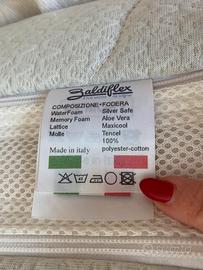 Baldiflex
COMPOSIZIONE•FODERA
WaterFoam Silver Safe
Memory Foam Aloe Vera
Lattice Maxicool
Molle Tencel
100%
Made in italy polyester-cotton